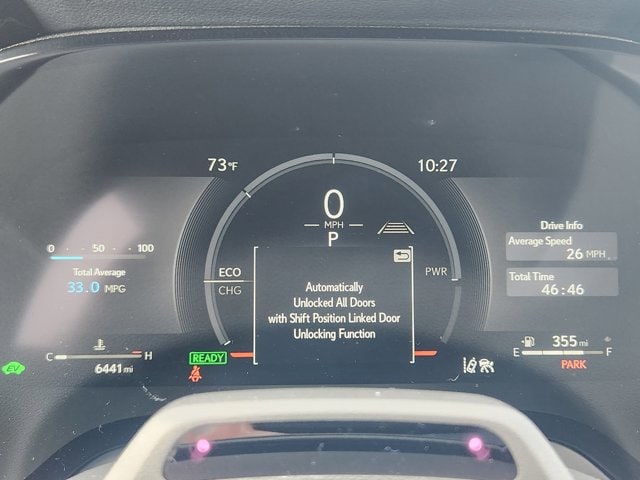 73°F
10:27
0
MPH
P
0 50 100
Total Average
33.0 MPG
ECO
CHG
PWR
Automatically
Unlocked All Doors
with Shift Position Linked Door
Unlocking Function
Drive Info
Average Speed
26 MPH
Total Time
46:46
C H
6441 mi
EV
READY
355 mi
E F
PARK